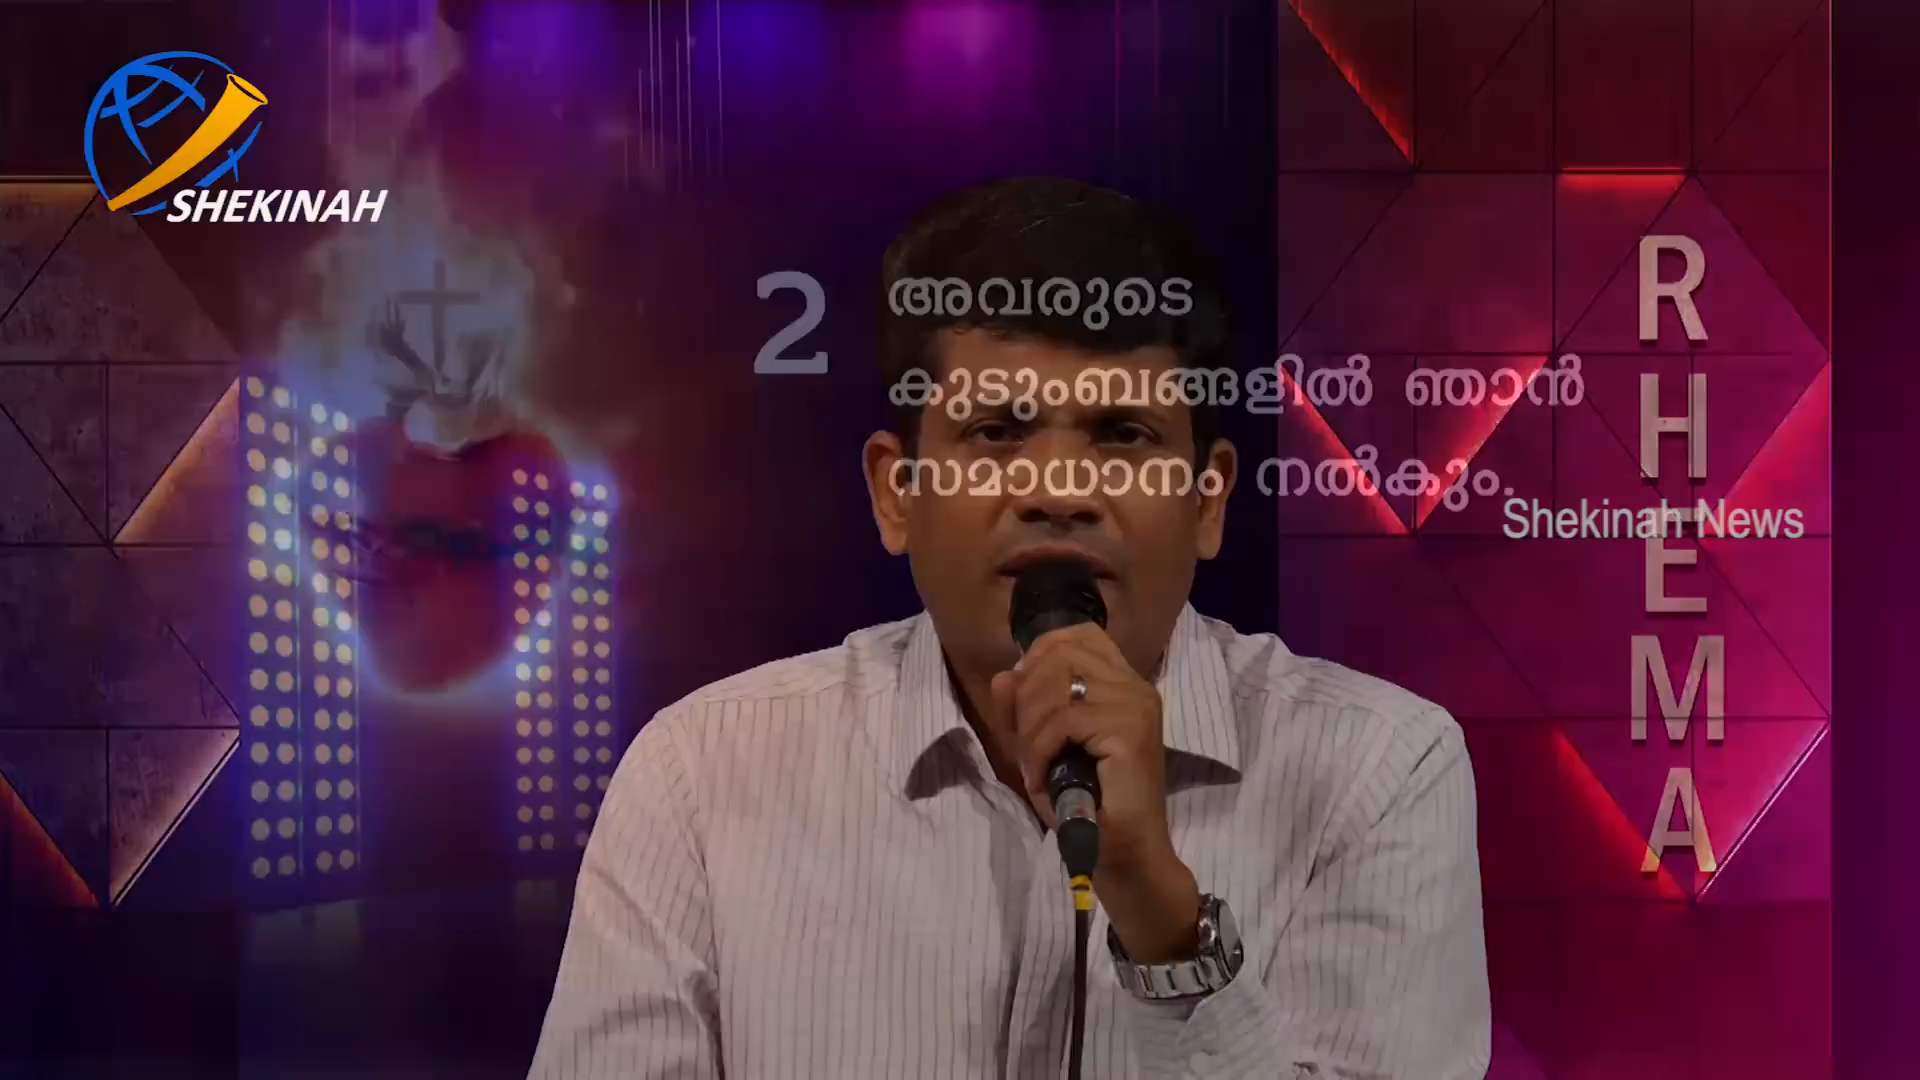 SHEKINAH
2 അവരുടെ
കുടുംബങ്ങളിൽ ഞാൻ
സമാധാനം നൽകും.
Shekinah News
RHEMA